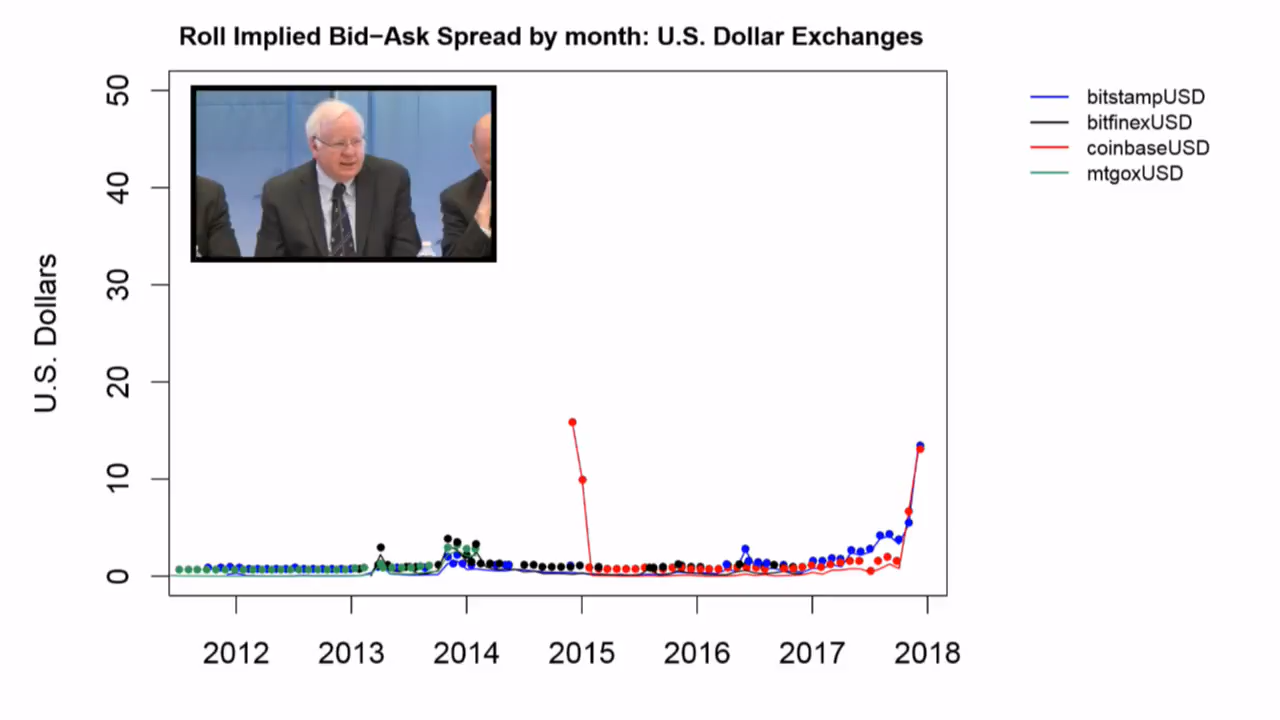 Roll Implied Bid−Ask Spread by month: U.S. Dollar Exchanges
U.S. Dollars
50
40
30
20
10
0
2012 2013 2014 2015 2016 2017 2018
bitstampUSD
bitfinexUSD
coinbaseUSD
mtgoxUSD